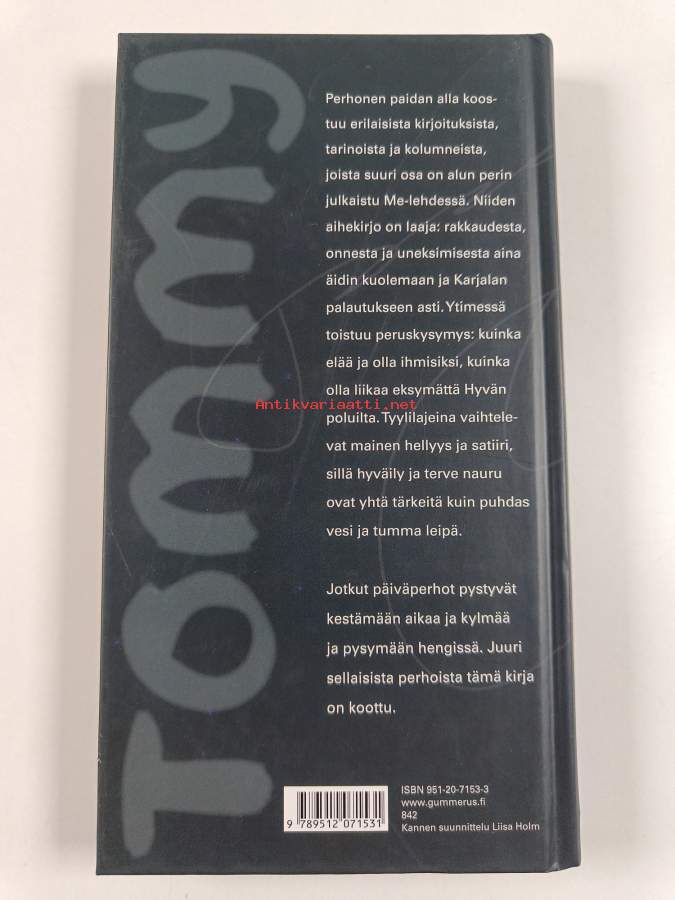 Tommy
Perhonen paidan alla koos-
tuu erilaisista kirjoituksista,
tarinoista ja kolumneista,
joista suuri osa on alun perin
julkaistu Me-lehdessä. Niiden
aihekirjo on laaja: rakkaudesta,
onnesta ja uneksimisesta aina
äidin kuolemaan ja Karjalan
palautukseen asti. Ytimessä
toistuu peruskysymys: kuinka
elää ja olla ihmisiksi, kuinka
olla liikaa eksymättä Hyvän
Antikvariaatti.net
poluilta. Tyylilajeina vaihtele-
vat mainen hellyys ja satiiri,
sillä hyväily ja terve nauru
ovat yhtä tärkeitä kuin puhdas
vesi ja tumma leipä.
Jotkut päiväperhot pystyvät
kestämään aikaa ja kylmää
ja pysymään hengissä. Juuri
sellaisista perhoista tämä kirja
on koottu.
ISBN 951-20-7153-3
www.gummerus.fi
842
Kannen suunnittelu Liisa Holm
9 789512 071531